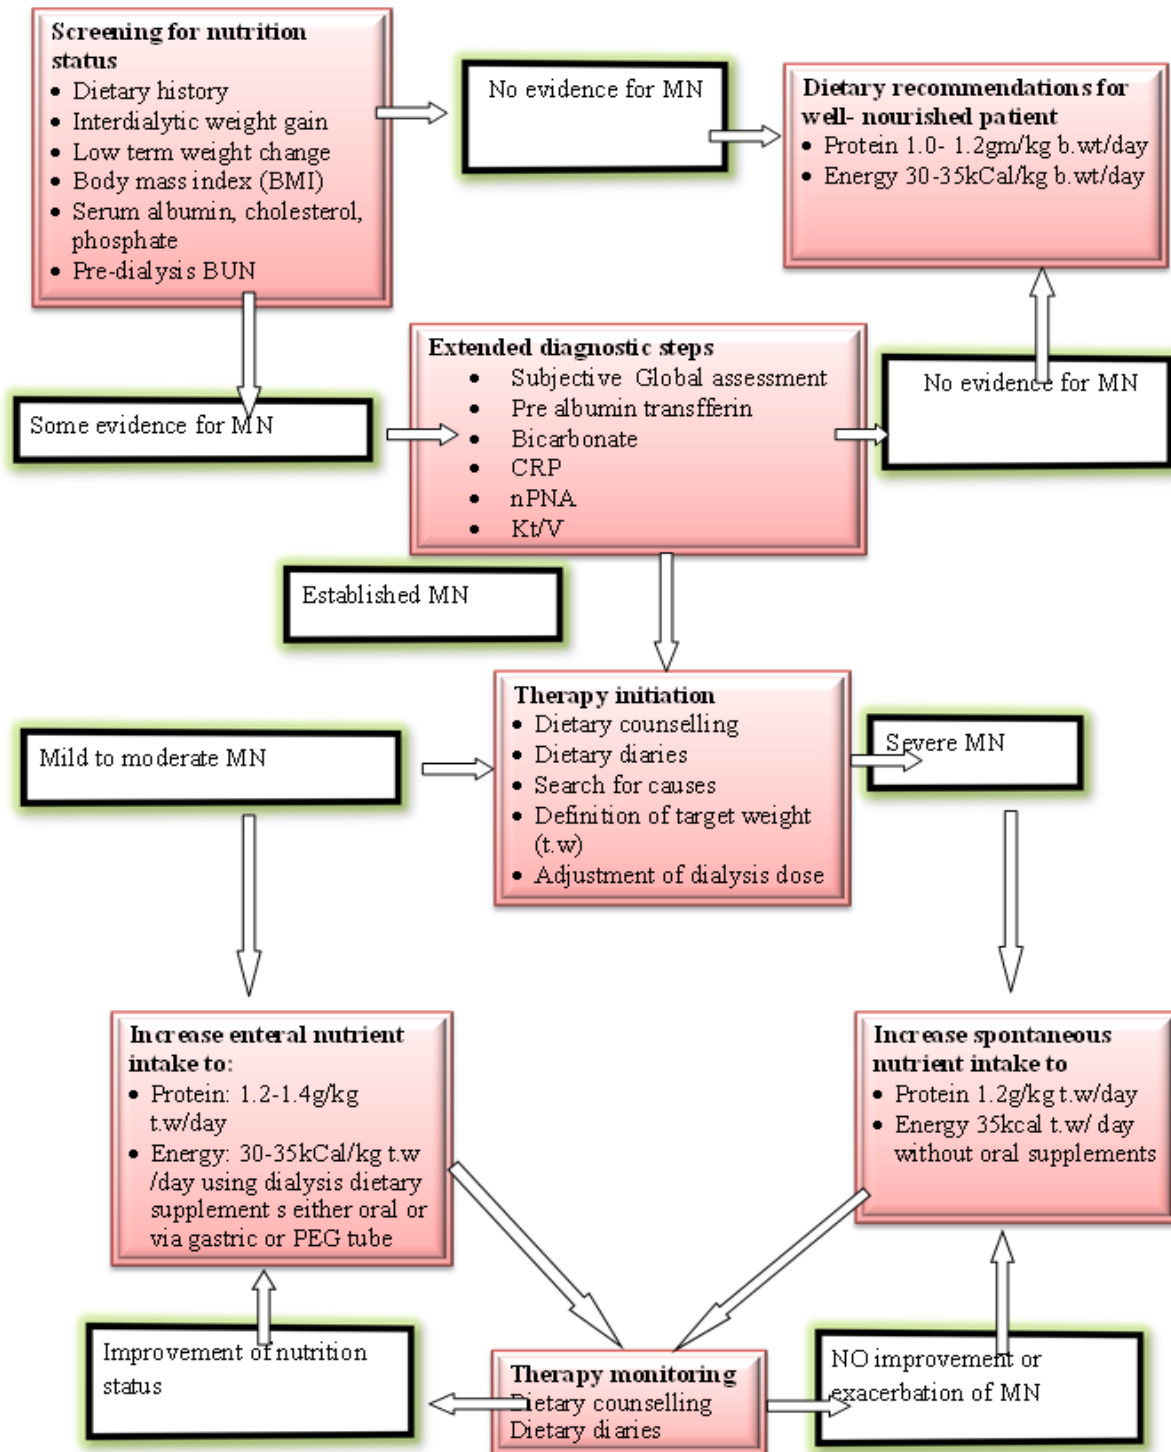 Screening for nutrition
status
• Dietary history
• Interdialytic weight gain
• Low term weight change
• Body mass index (BMI)
• Serum albumin, cholesterol,
phosphate
• Pre-dialysis BUN
No evidence for MN
Dietary recommendations for
well- nourished patient
• Protein 1.0- 1.2gm/kg b.wt/day
• Energy 30-35kCal/kg b.wt/day
Some evidence for MN
Extended diagnostic steps
• Subjective Global assessment
• Pre albumin transfferin
• Bicarbonate
• CRP
• nPNA
• Kt/V
No evidence for MN
Established MN
Therapy initiation
• Dietary counselling
• Dietary diaries
• Search for causes
• Definition of target weight
(t.w)
• Adjustment of dialysis dose
Mild to moderate MN
Severe MN
Increase enteral nutrient
intake to:
• Protein: 1.2-1.4g/kg
t.w/day
• Energy: 30-35kCal/kg t.w
/day using dialysis dietary
supplement s either oral or
via gastric or PEG tube
Increase spontaneous
nutrient intake to
• Protein 1.2g/kg t.w/day
• Energy 35kcal t.w/ day
without oral supplements
Improvement of nutrition
status
Therapy monitoring
Dietary counselling
Dietary diaries
NO improvement or
exacerbation of MN